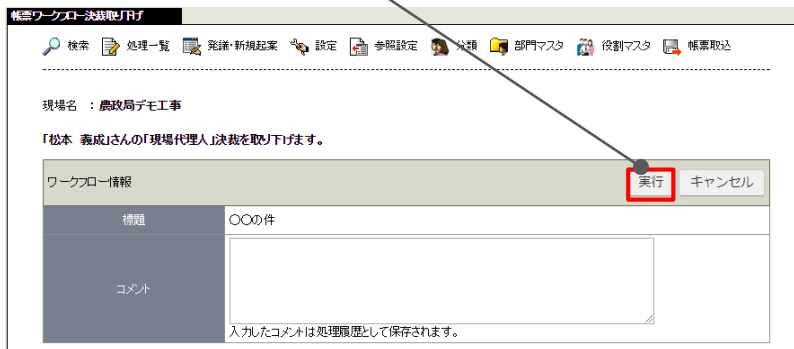 帳票ワークフロー決裁取り下げ
検索 処理一覧 発議・新規起案 設定 参照設定 分類 部門マスタ 役割マスタ 帳票取込
現場名 ：農政局デモ工事
「松本 義成」さんの「現場代理人」決裁を取り下げます。
ワークフロー情報 実行 キャンセル
標題 〇〇の件
コメント
入力したコメントは処理履歴として保存されます。